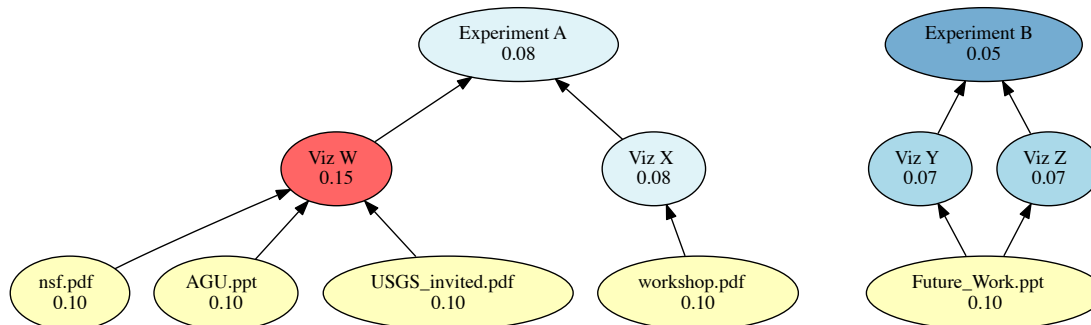 Experiment A
0.08
Experiment B
0.05
Viz W
0.15
Viz X
0.08
Viz Y
0.07
Viz Z
0.07
nsf.pdf
0.10
AGU.ppt
0.10
USGS_invited.pdf
0.10
workshop.pdf
0.10
Future_Work.ppt
0.10